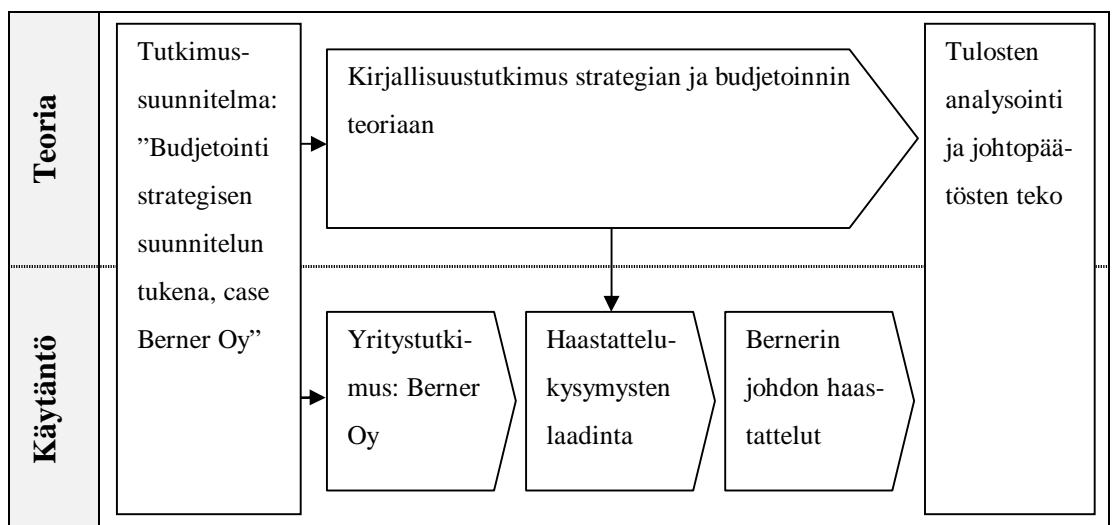 Teoria
Tutkimus-
suunnitelma:
”Budjetointi
strategisen
suunnitelun
tukena, case
Berner Oy”
Kirjallisuustutkimus strategian ja budjetoinnin
teoriaan
Tulosten
analysointi
ja johtopää-
tösten teko
Käytäntö
Yritystutki-
mus: Berner
Oy
Haastattelu-
kysymysten
laadinta
Bernerin
johdon haas-
tattelut